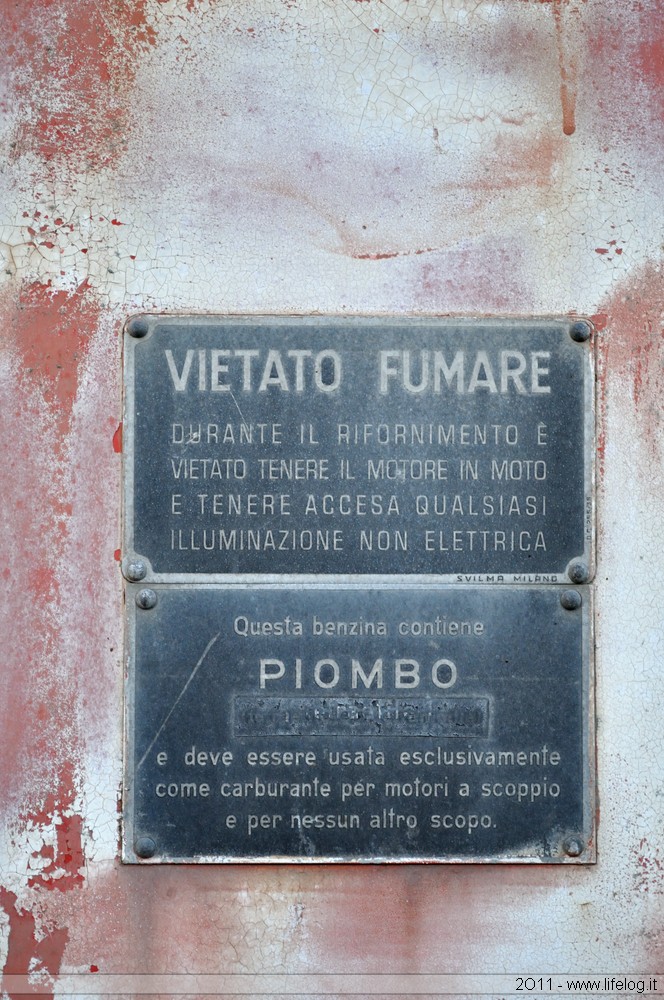 VIETATO FUMARE
DURANTE IL RIFORNIMENTO È
VIETATO TENERE IL MOTORE IN MOTO
E TENERE ACCESA QUALSIASI
ILLUMINAZIONE NON ELETTRICA
SVILMA MILANO
Questa benzina contiene
PIOMBO
e deve essere usata esclusivamente
come carburante per motori a scoppio
e per nessun altro scopo.
2011 - www.lifelog.it